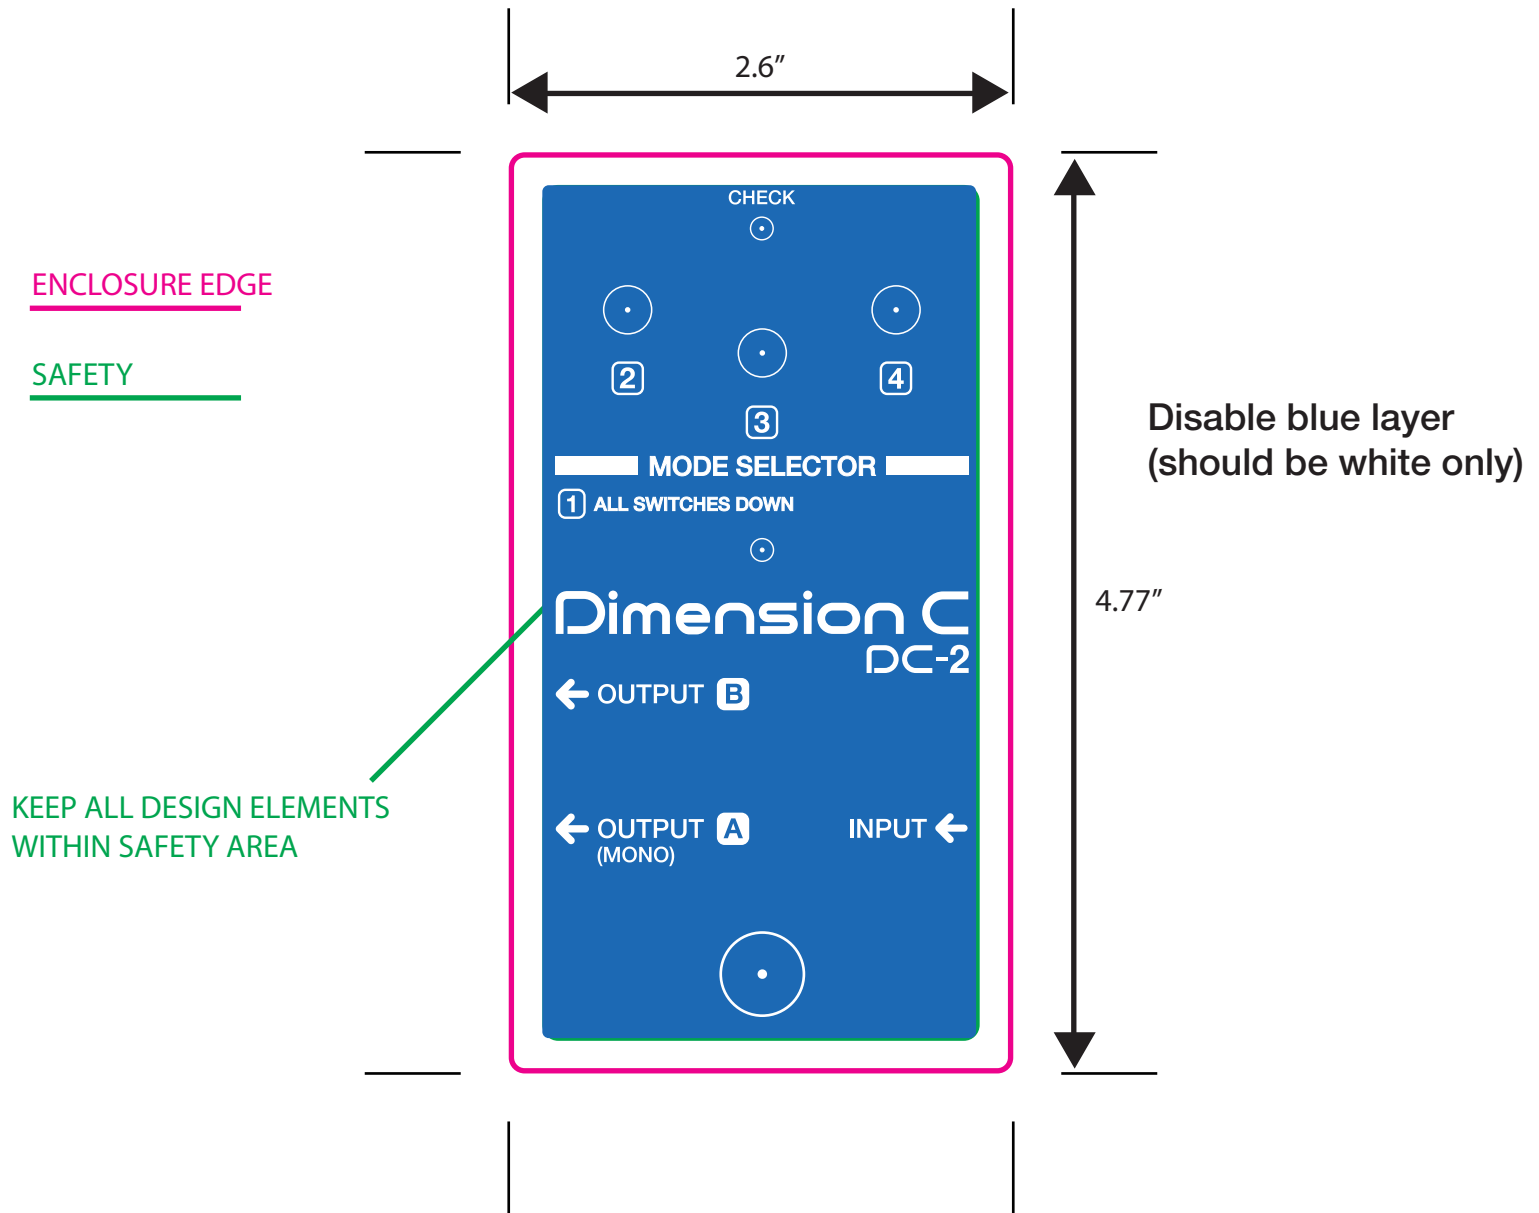 2.6"
CHECK
ENCLOSURE EDGE
SAFETY
2
4
3
Disable blue layer
(should be white only)
MODE SELECTOR
1 ALL SWITCHES DOWN
4.77"
Dimension C
DC-2
← OUTPUT B
KEEP ALL DESIGN ELEMENTS
WITHIN SAFETY AREA
← OUTPUT A
(MONO)
INPUT ←